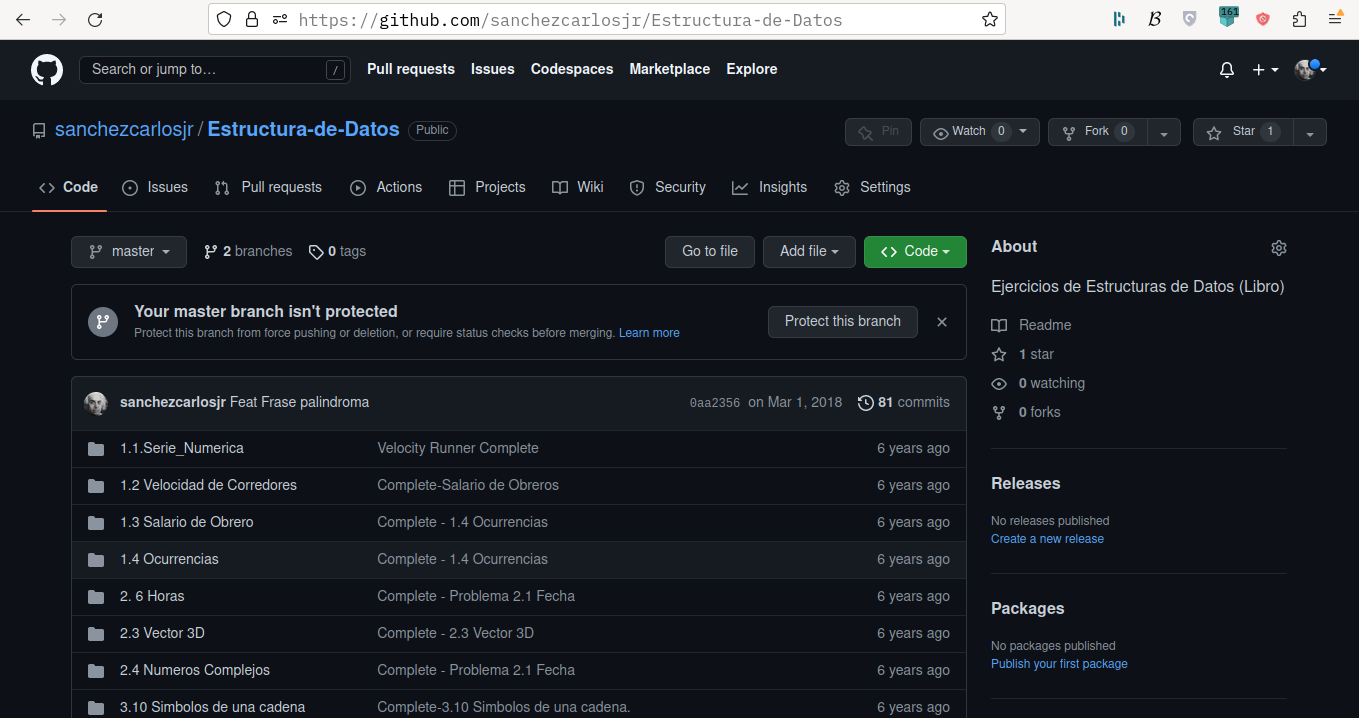 https://github.com/sanchezcarlosjr/Estructura-de-Datos
161
Search or jump to… /
Pull requests Issues Codespaces Marketplace Explore
sanchezcarlosjr / Estructura-de-Datos Public
Pin Watch 0 Fork 0 Star 1
Code Issues Pull requests Actions Projects Wiki Security Insights Settings
master 2 branches 0 tags Go to file Add file Code
Your master branch isn't protected
Protect this branch from force pushing or deletion, or require status checks before merging. Learn more
Protect this branch
sanchezcarlosjr Feat Frase palindroma 0aa2356 on Mar 1, 2018 81 commits
1.1.Serie_Numerica Velocity Runner Complete 6 years ago
1.2 Velocidad de Corredores Complete-Salario de Obreros 6 years ago
1.3 Salario de Obrero Complete - 1.4 Ocurrencias 6 years ago
1.4 Ocurrencias Complete - 1.4 Ocurrencias 6 years ago
2. 6 Horas Complete - Problema 2.1 Fecha 6 years ago
2.3 Vector 3D Complete - 2.3 Vector 3D 6 years ago
2.4 Numeros Complejos Complete - Problema 2.1 Fecha 6 years ago
3.10 Simbolos de una cadena Complete-3.10 Simbolos de una cadena. 6 years ago
About
Ejercicios de Estructuras de Datos (Libro)
Readme
1 star
0 watching
0 forks
Releases
No releases published
Create a new release
Packages
No packages published
Publish your first package